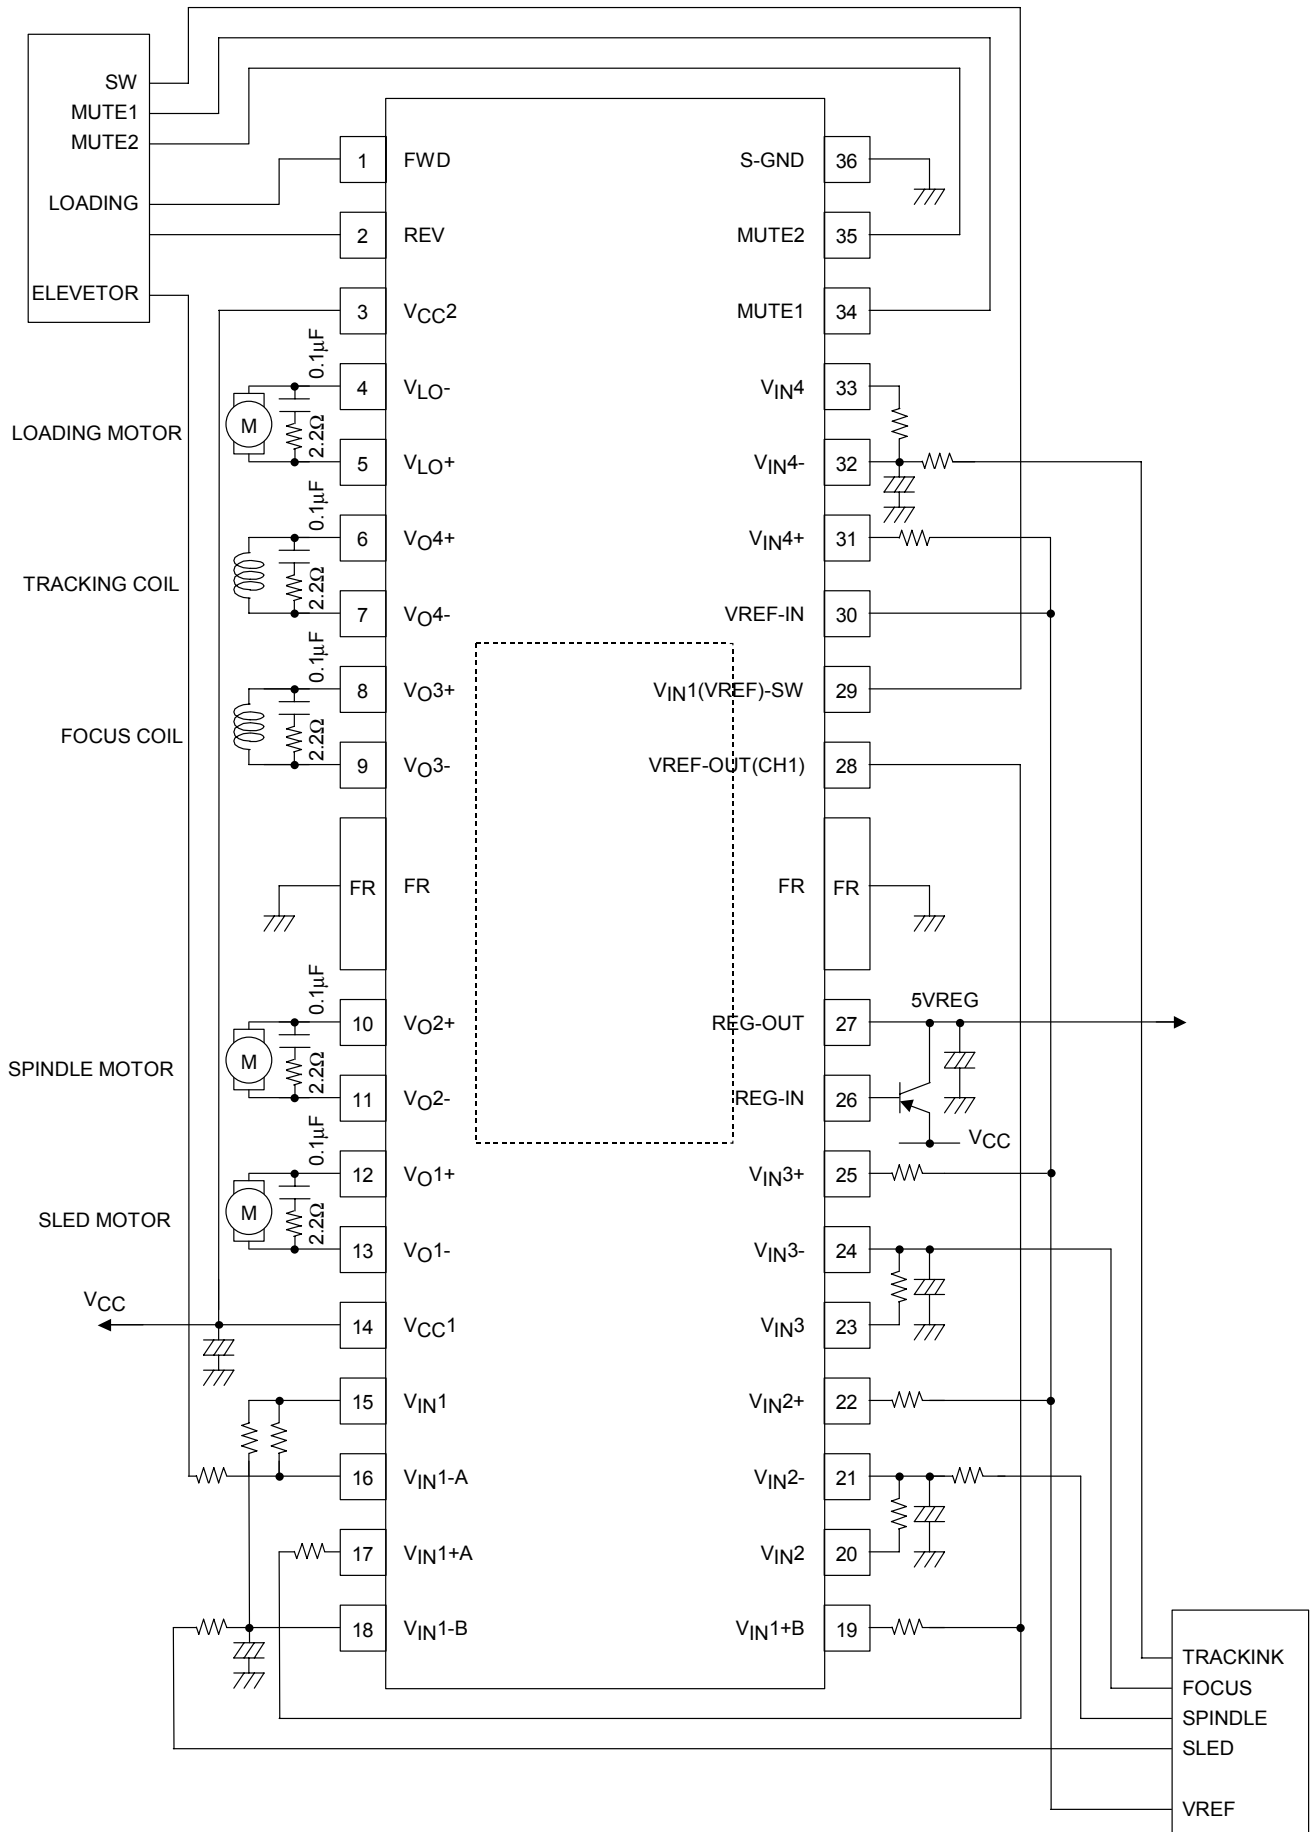 SW
MUTE1
MUTE2
LOADING
ELEVETOR
LOADING MOTOR
TRACKING COIL
FOCUS COIL
SPINDLE MOTOR
SLED MOTOR
VCC
0.1µF
2.2Ω
M
0.1µF
2.2Ω
0.1µF
2.2Ω
0.1µF
2.2Ω
M
0.1µF
2.2Ω
M
1 FWD
2 REV
3 VCC2
4 VLO-
5 VLO+
6 VO4+
7 VO4-
8 VO3+
9 VO3-
FR FR
10 VO2+
11 VO2-
12 VO1+
13 VO1-
14 VCC1
15 VIN1
16 VIN1-A
17 VIN1+A
18 VIN1-B
S-GND 36
MUTE2 35
MUTE1 34
VIN4 33
VIN4- 32
VIN4+ 31
VREF-IN 30
VIN1(VREF)-SW 29
VREF-OUT(CH1) 28
FR FR
REG-OUT 27
REG-IN 26
VIN3+ 25
VIN3- 24
VIN3 23
VIN2+ 22
VIN2- 21
VIN2 20
VIN1+B 19
5VREG
VCC
TRACKINK
FOCUS
SPINDLE
SLED
VREF